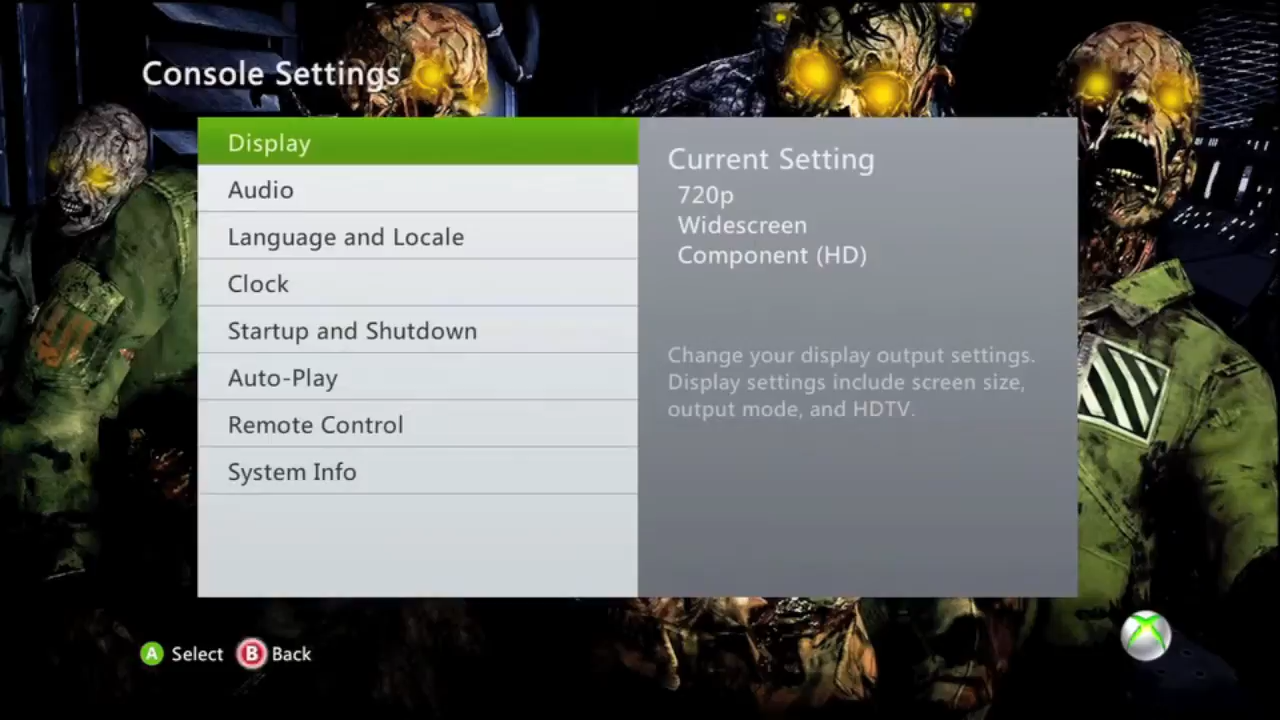 Console Settings
Display
Audio
Language and Locale
Clock
Startup and Shutdown
Auto-Play
Remote Control
System Info
Current Setting
720p
Widescreen
Component (HD)
Change your display output settings.
Display settings include screen size,
output mode, and HDTV.
A Select B Back